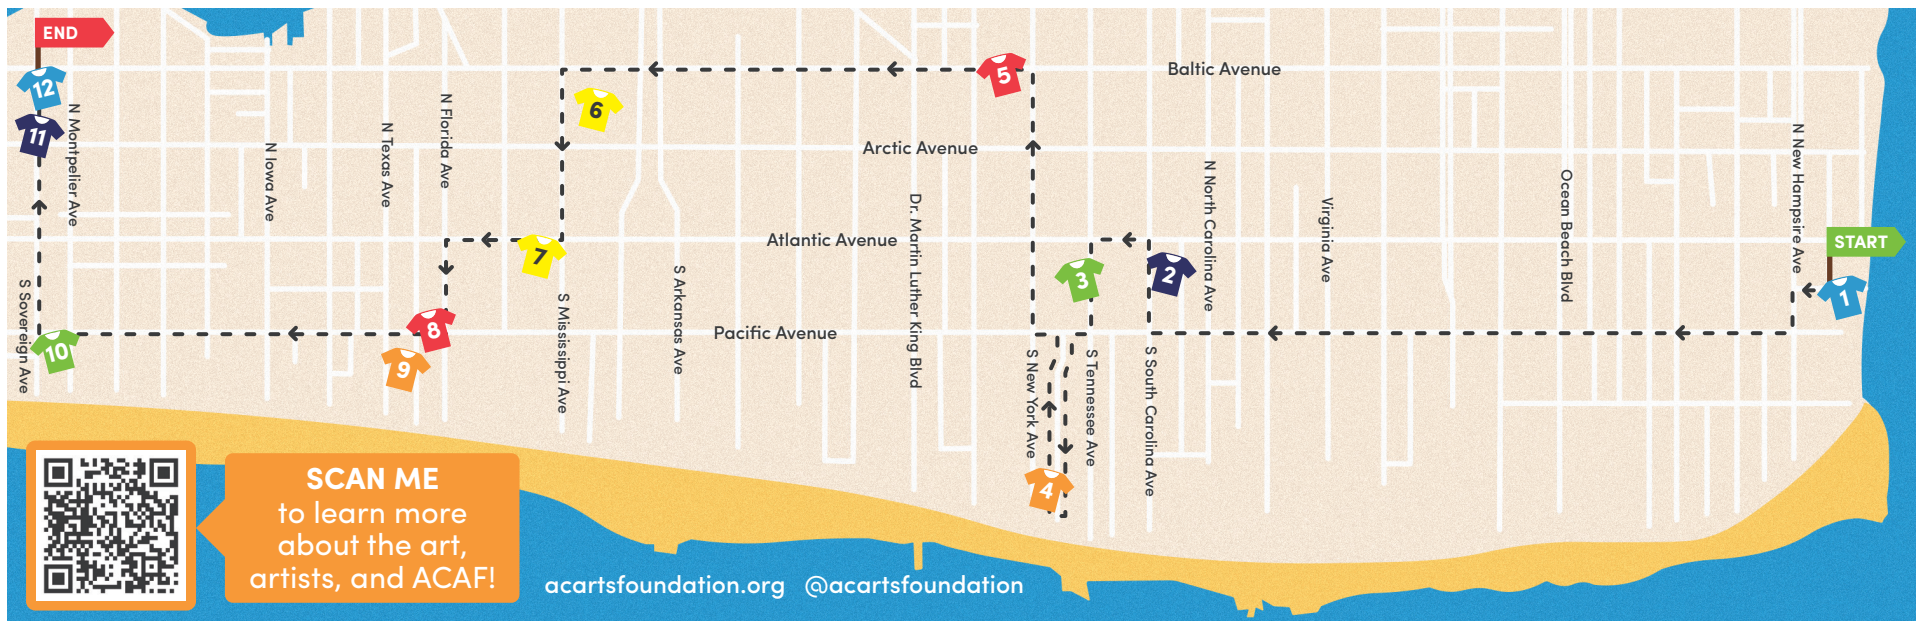 END
12
11
N Montpelier Ave
S Sovereign Ave
10
N Iowa Ave
N Texas Ave
N Florida Ave
8
9
7
6
S Mississippi Ave
S Arkansas Ave
5
Baltic Avenue
Arctic Avenue
Atlantic Avenue
Pacific Avenue
Dr. Martin Luther King Blvd
S New York Ave
4
3
S Tennessee Ave
2
S South Carolina Ave
N North Carolina Ave
Virginia Ave
Ocean Beach Blvd
N New Hampsire Ave
START
1
SCAN ME
to learn more
about the art,
artists, and ACAF!
acartsfoundation.org @acartsfoundation